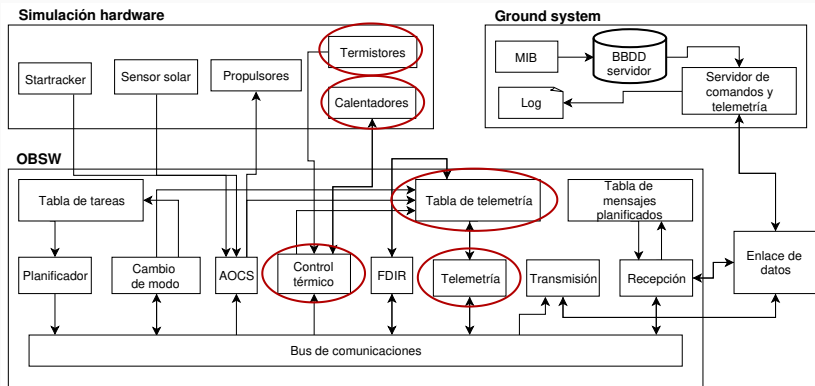 Simulación hardware
Ground system
Termistores
Startracker
Sensor solar
Propulsores
Calentadores
MIB
BBDD
servidor
Log
Servidor de
comandos y
telemetría
OBSW
Tabla de tareas
Tabla de telemetría
Tabla de
mensajes
planificados
Planificador
Cambio
de modo
AOCS
Control
térmico
FDIR
Telemetría
Transmisión
Recepción
Enlace de
datos
Bus de comunicaciones